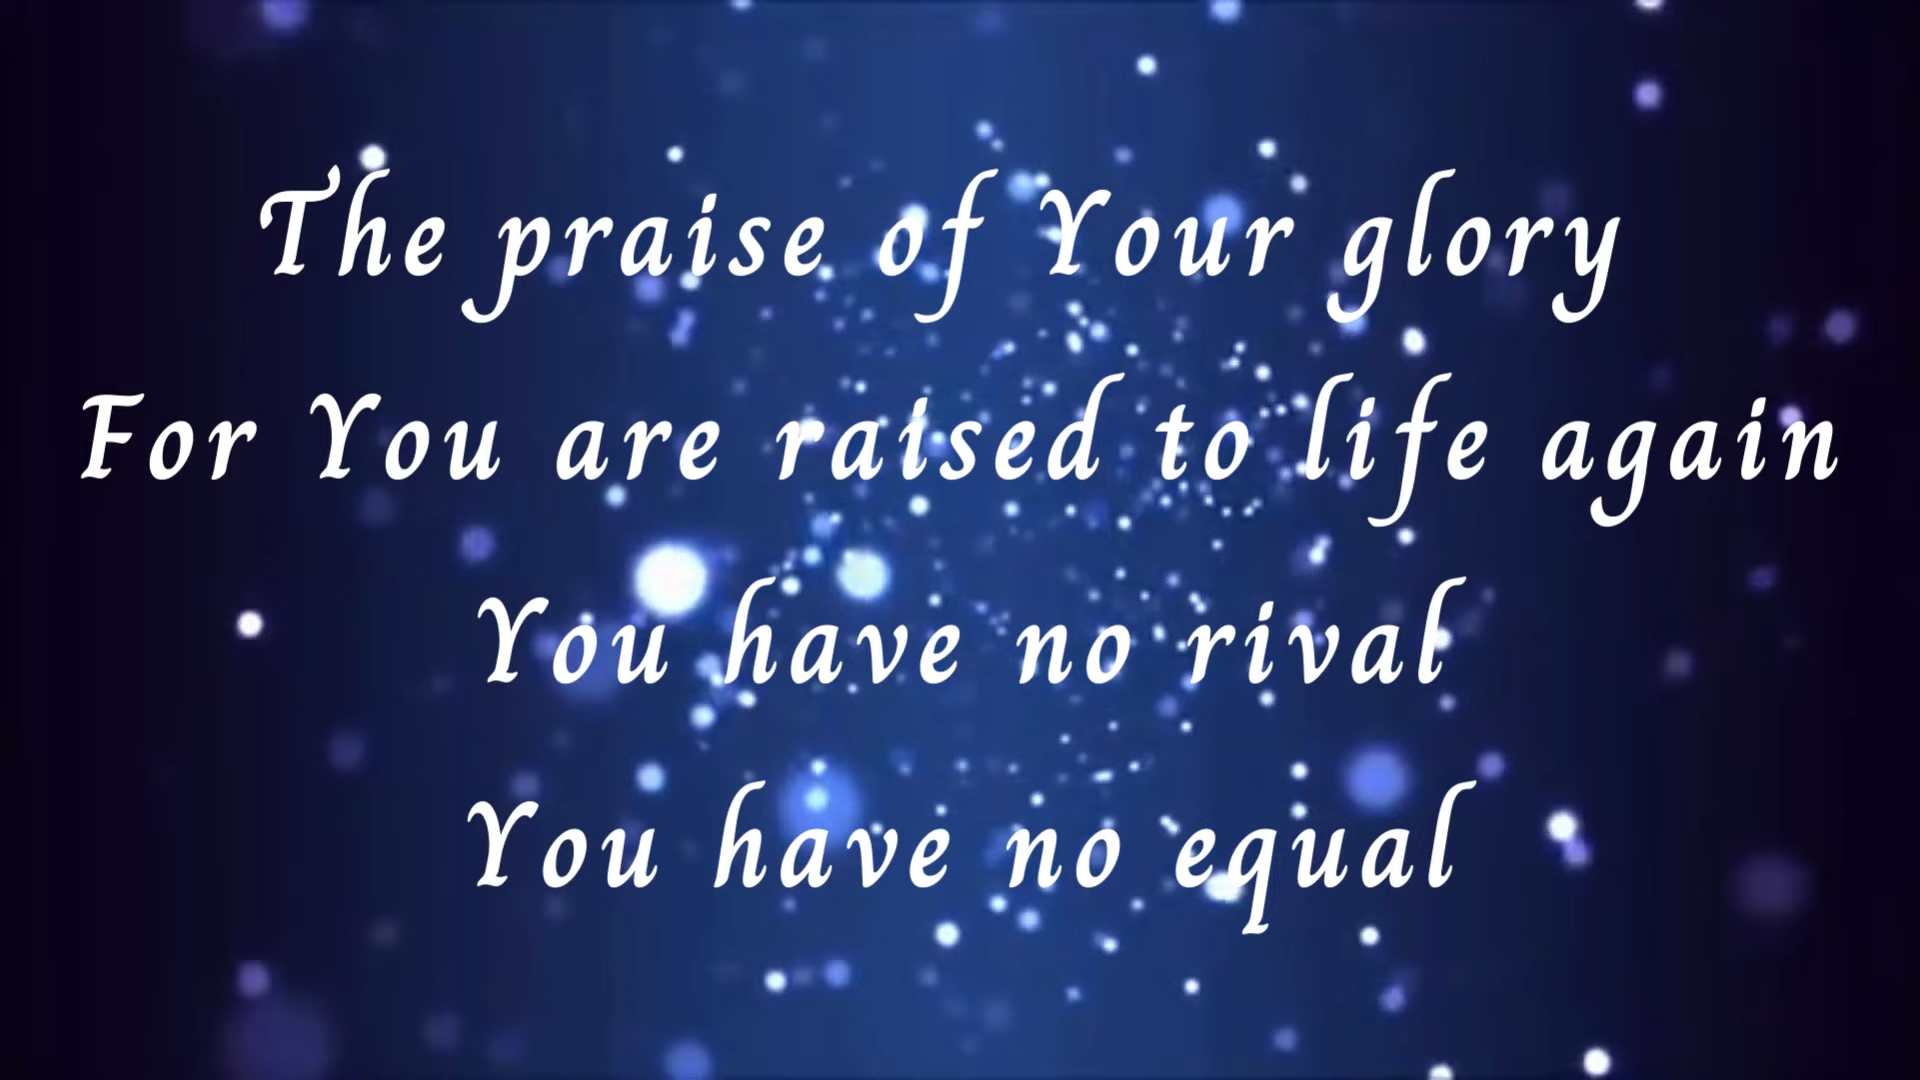 The praise of Your glory
For You are raised to life again
You have no rival
You have no equal